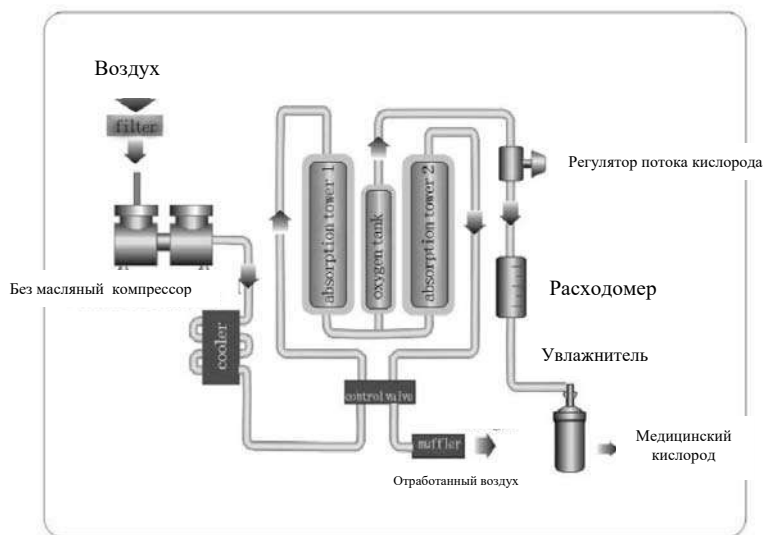 Воздух
filter
Регулятор потока кислорода
absorption tower 1
oxygen tank
absorption tower 2
Без масляный компрессор
Расходомер
cooler
Увлажнитель
control valve
muffler
Медицинский
кислород
Отработанный воздух